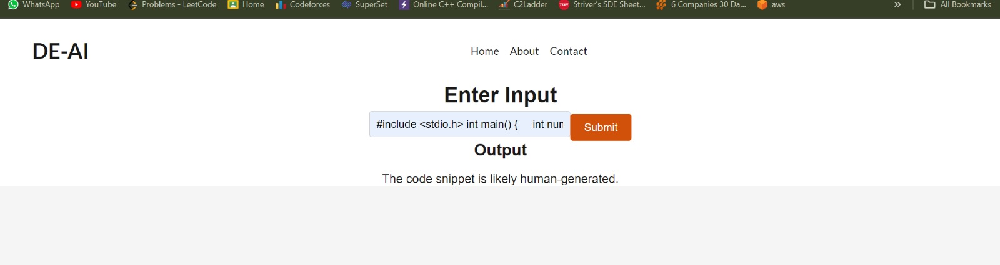 WhatsApp YouTube Problems - LeetCode Home Codeforces SuperSet Online C++ Compil... C2Ladder Striver's SDE Sheet... 6 Companies 30 Da... aws » All Bookmarks
DE-AI Home About Contact
Enter Input
#include <stdio.h> int main() { int nur Submit
Output
The code snippet is likely human-generated.